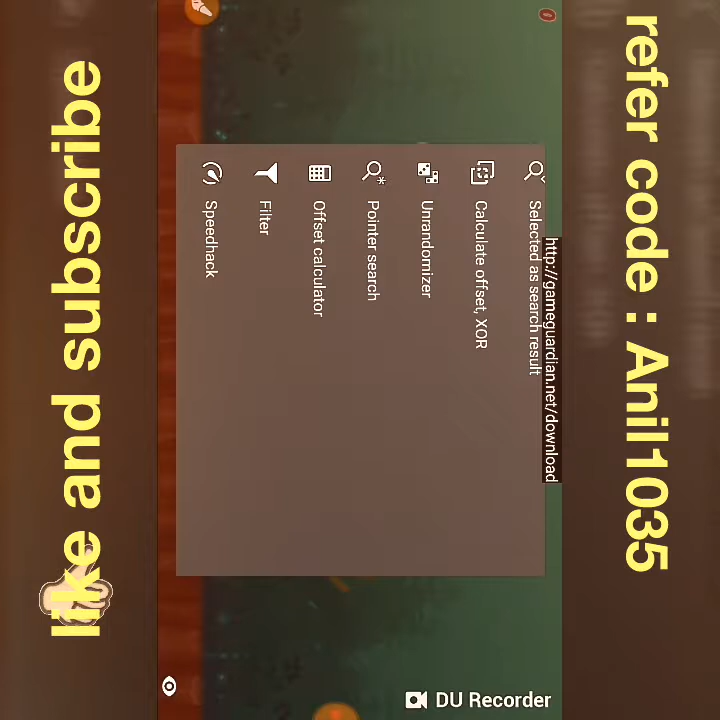 refer code : Anil1035
http://gameguardian.net/download
Selected as search result
Calculate offset, XOR
Unrandomizer
Pointer search
Offset calculator
Filter
Speedhack
DU Recorder
like and subscribe